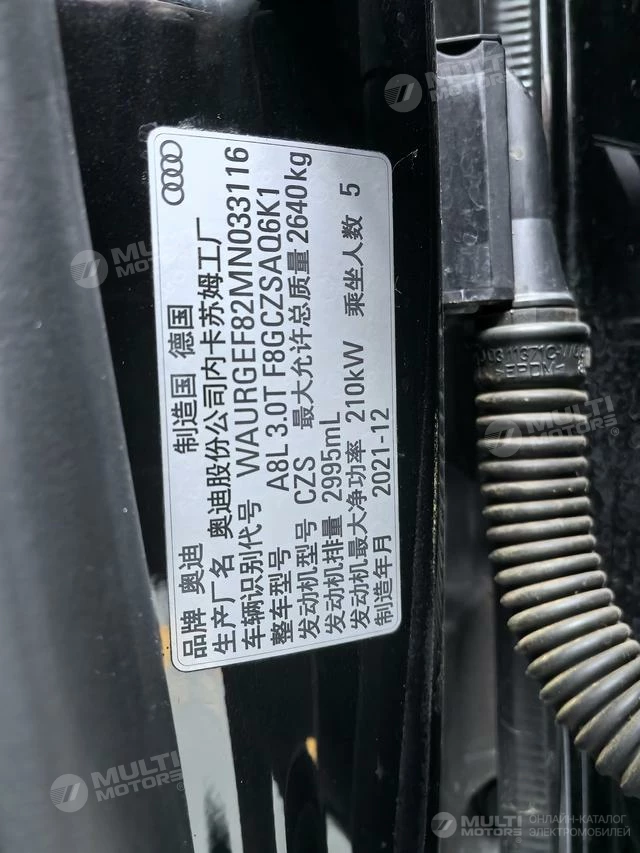 品牌 奥迪 制造国 德国
生产厂名 奥迪股份公司内卡苏姆工厂
车辆识别代号 WAURGEF82MN033116
整车型号 A8L 3.0T F8GCZSAQ6K1
发动机型号 CZS 最大允许总质量 2640kg
发动机排量 2995mL
发动机最大净功率 210kW 乘坐人数 5
制造年月 2021-12
>EPDM<
MULTI
MOTORS
MULTI
MOTORS
MULTI
MOTORS
MULTI
MOTORS
MULTI
MOTORS
ОНЛАЙН-КАТАЛОГ
ЭЛЕКТРОМОБИЛЕЙ